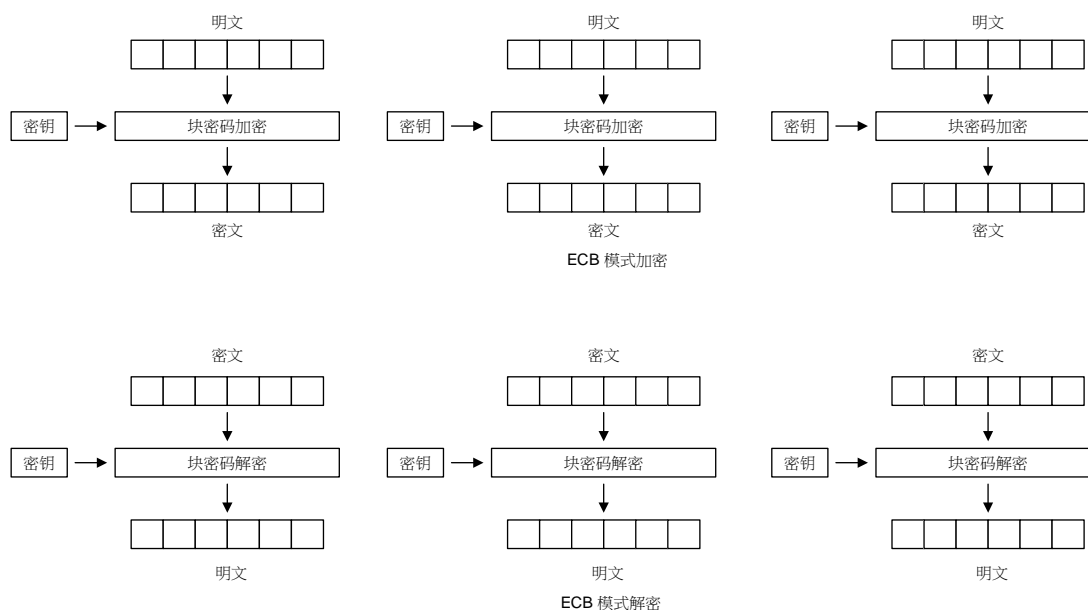 明文 明文 明文
密钥 块密码加密 密钥 块密码加密 密钥 块密码加密
密文 密文 密文
ECB 模式加密
密文 密文 密文
密钥 块密码解密 密钥 块密码解密 密钥 块密码解密
明文 明文 明文
ECB 模式解密